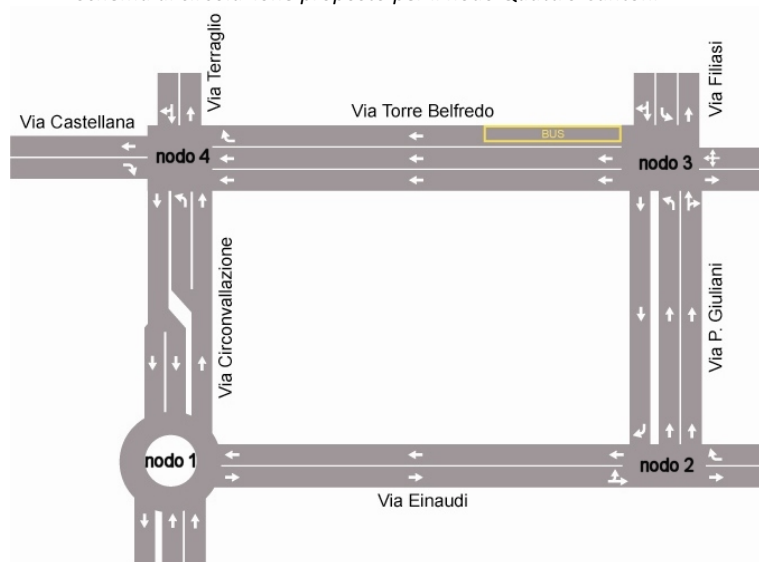 Via Terraglio
Via Filiasi
Via Castellana
Via Torre Belfredo
BUS
nodo 4
nodo 3
Via Circonvallazione
Via P. Giuliani
nodo 1
nodo 2
Via Einaudi